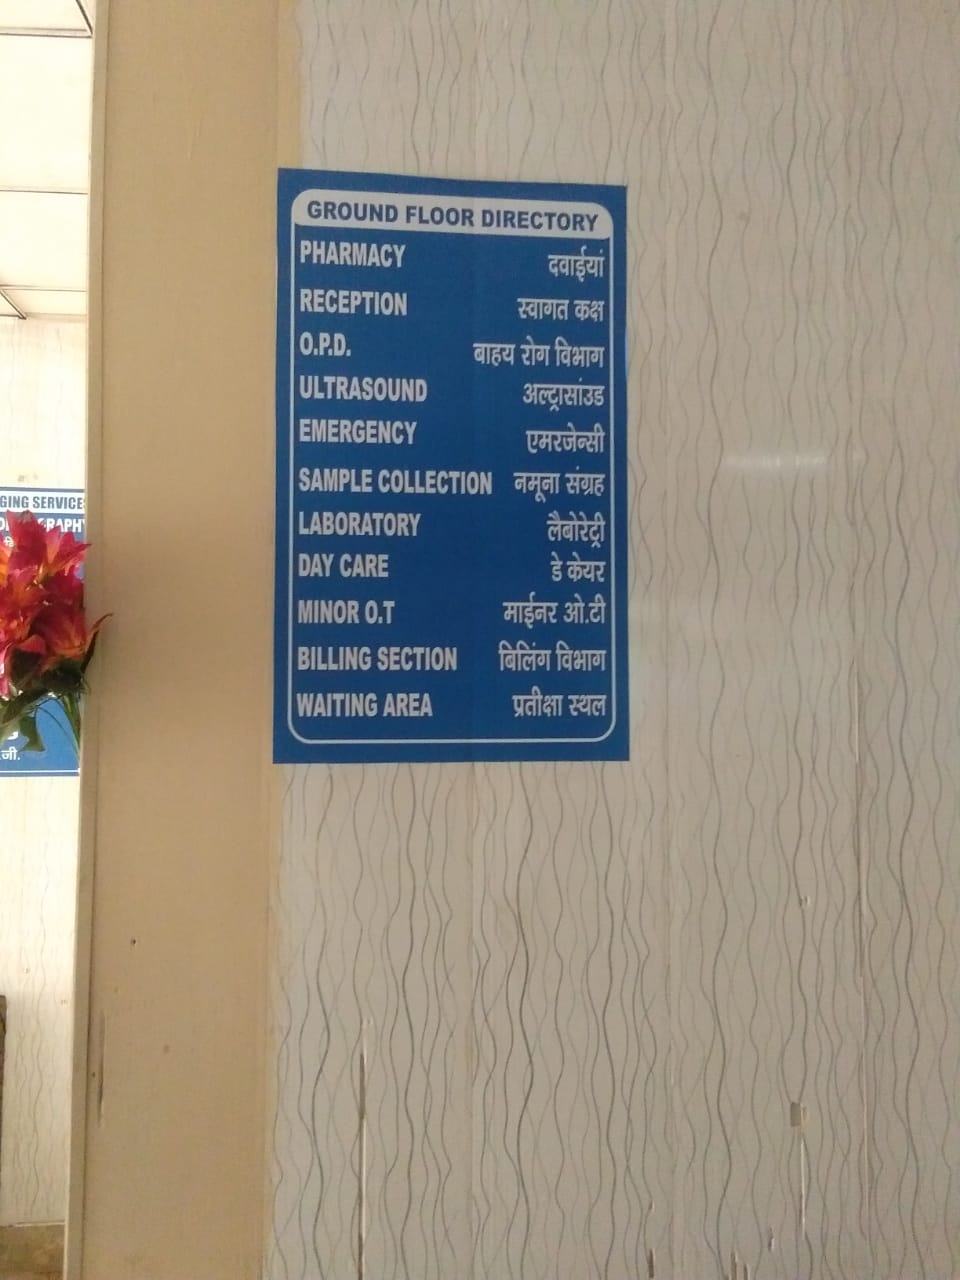 GROUND FLOOR DIRECTORY
PHARMACY दवाईयां
RECEPTION स्वागत कक्ष
O.P.D. बाहय रोग विभाग
ULTRASOUND अल्ट्रासांउड
EMERGENCY एमरजेन्सी
SAMPLE COLLECTION नमूना संग्रह
LABORATORY लैबोरेट्री
DAY CARE डे केयर
MINOR O.T माईनर ओ.टी
BILLING SECTION बिलिंग विभाग
WAITING AREA प्रतीक्षा स्थल
GING SERVICE